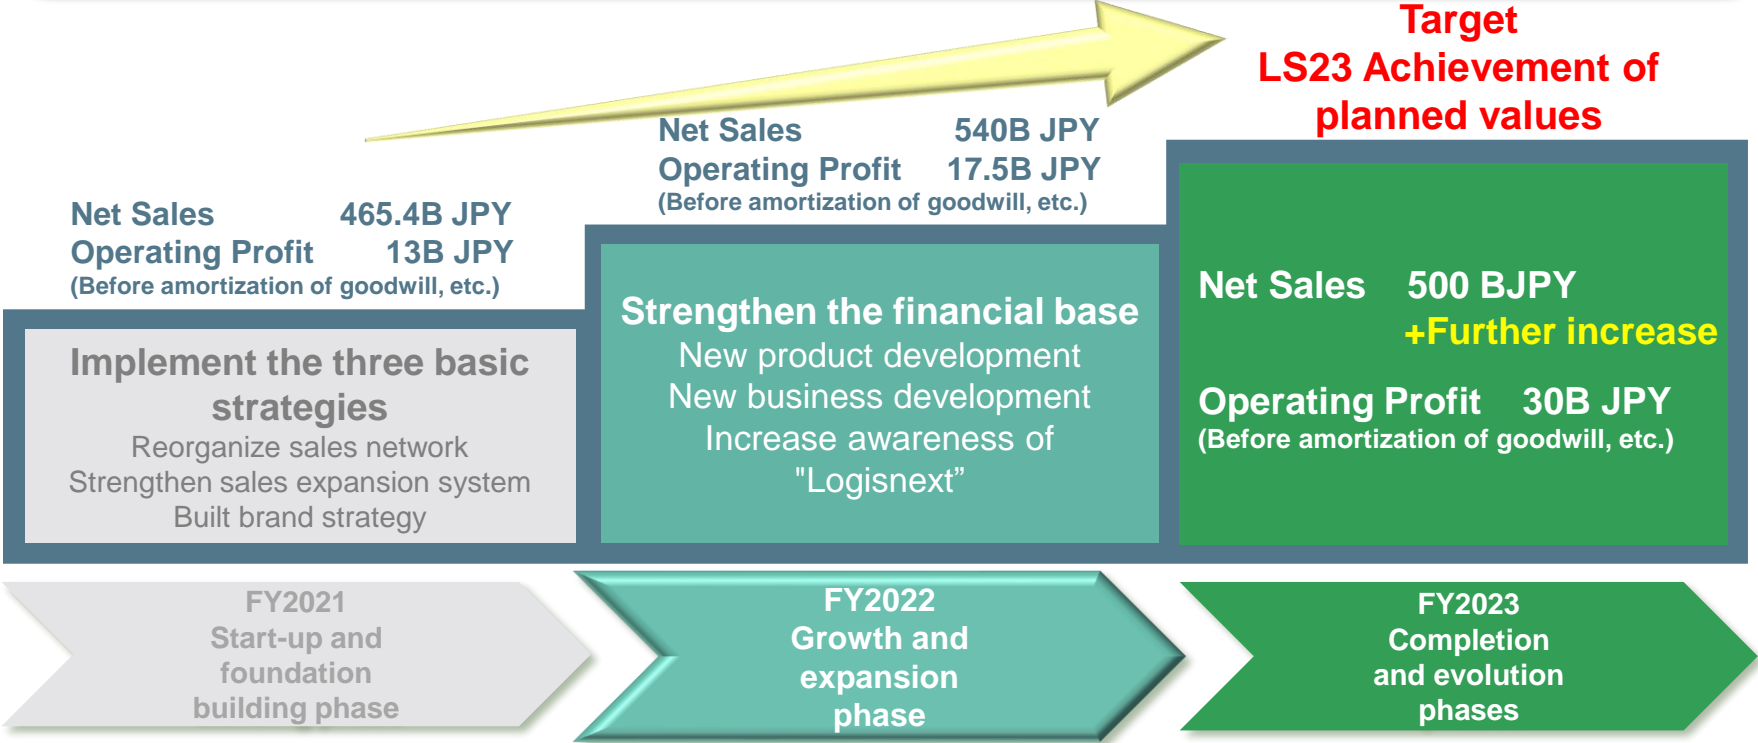 Target
LS23 Achievement of
planned values
Net Sales 540B JPY
Operating Profit 17.5B JPY
(Before amortization of goodwill, etc.)
Net Sales 465.4B JPY
Operating Profit 13B JPY
(Before amortization of goodwill, etc.)
Implement the three basic
strategies
Reorganize sales network
Strengthen sales expansion system
Built brand strategy
Strengthen the financial base
New product development
New business development
Increase awareness of
"Logisnext”
Net Sales 500 BJPY
+Further increase
Operating Profit 30B JPY
(Before amortization of goodwill, etc.)
FY2021
Start-up and
foundation
building phase
FY2022
Growth and
expansion
phase
FY2023
Completion
and evolution
phases